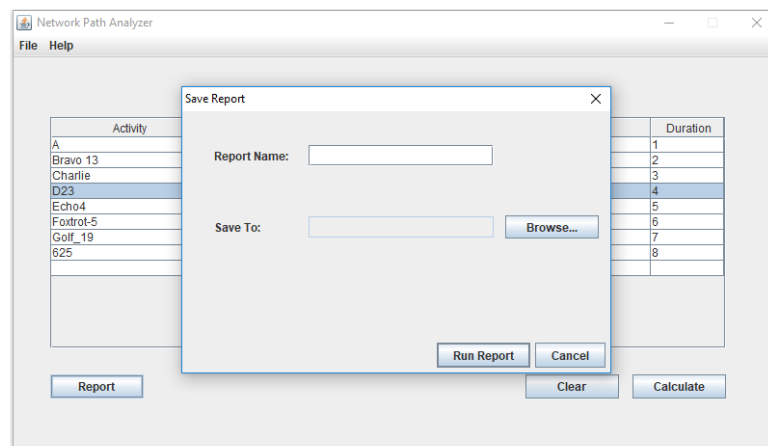 Network Path Analyzer
File Help
Save Report
Activity
Duration
A
1
Bravo 13
2
Charlie
3
D23
4
Echo4
5
Foxtrot-5
6
Golf_19
7
625
8
Report Name:
Save To:
Browse...
Run Report
Cancel
Report
Clear
Calculate